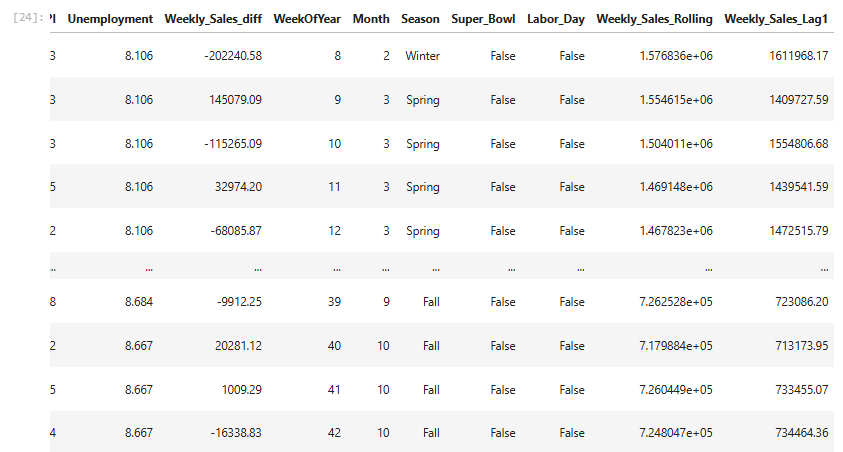 [24]: PI Unemployment Weekly_Sales_diff WeekOfYear Month Season Super_Bowl Labor_Day Weekly_Sales_Rolling Weekly_Sales_Lag1
3 8.106 -202240.58 8 2 Winter False False 1.576836e+06 1611968.17
3 8.106 145079.09 9 3 Spring False False 1.554615e+06 1409727.59
3 8.106 -115265.09 10 3 Spring False False 1.504011e+06 1554806.68
5 8.106 32974.20 11 3 Spring False False 1.469148e+06 1439541.59
2 8.106 -68085.87 12 3 Spring False False 1.467823e+06 1472515.79
... ... ... ... ... ... ... ... ... ...
8 8.684 -9912.25 39 9 Fall False False 7.262528e+05 723086.20
2 8.667 20281.12 40 10 Fall False False 7.179884e+05 713173.95
5 8.667 1009.29 41 10 Fall False False 7.260449e+05 733455.07
4 8.667 -16338.83 42 10 Fall False False 7.248047e+05 734464.36